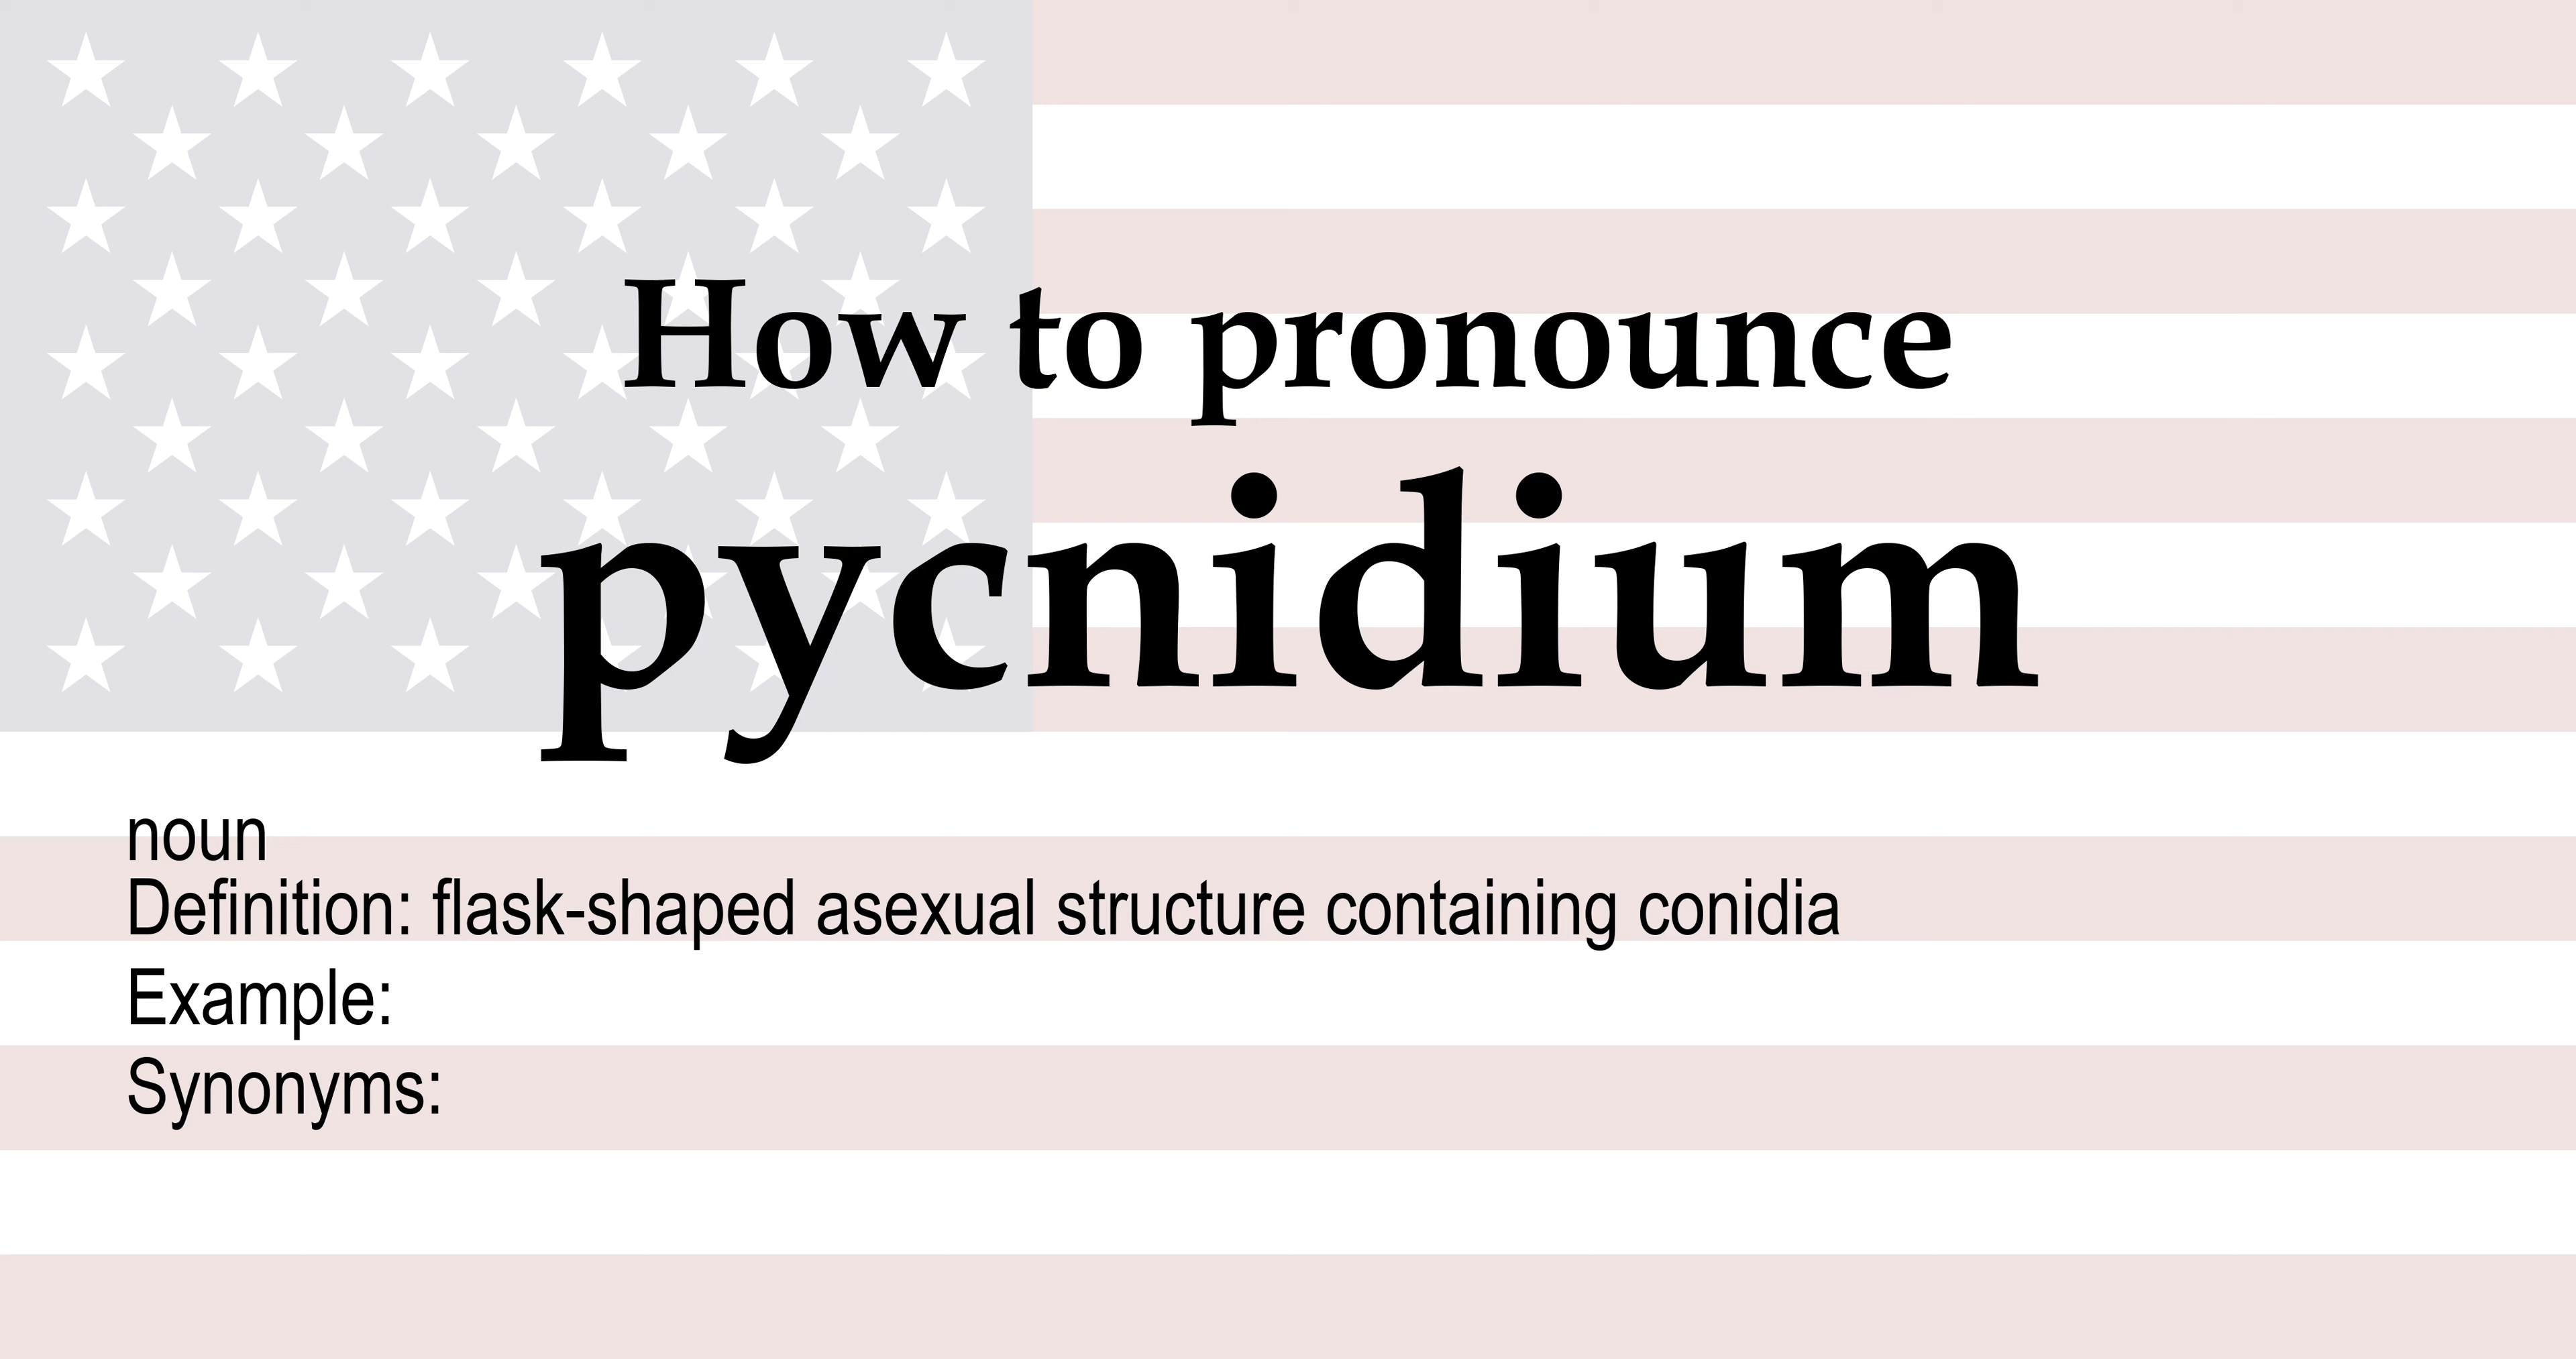 How to pronounce
pycnidium
noun
Definition: flask-shaped asexual structure containing conidia
Example:
Synonyms: